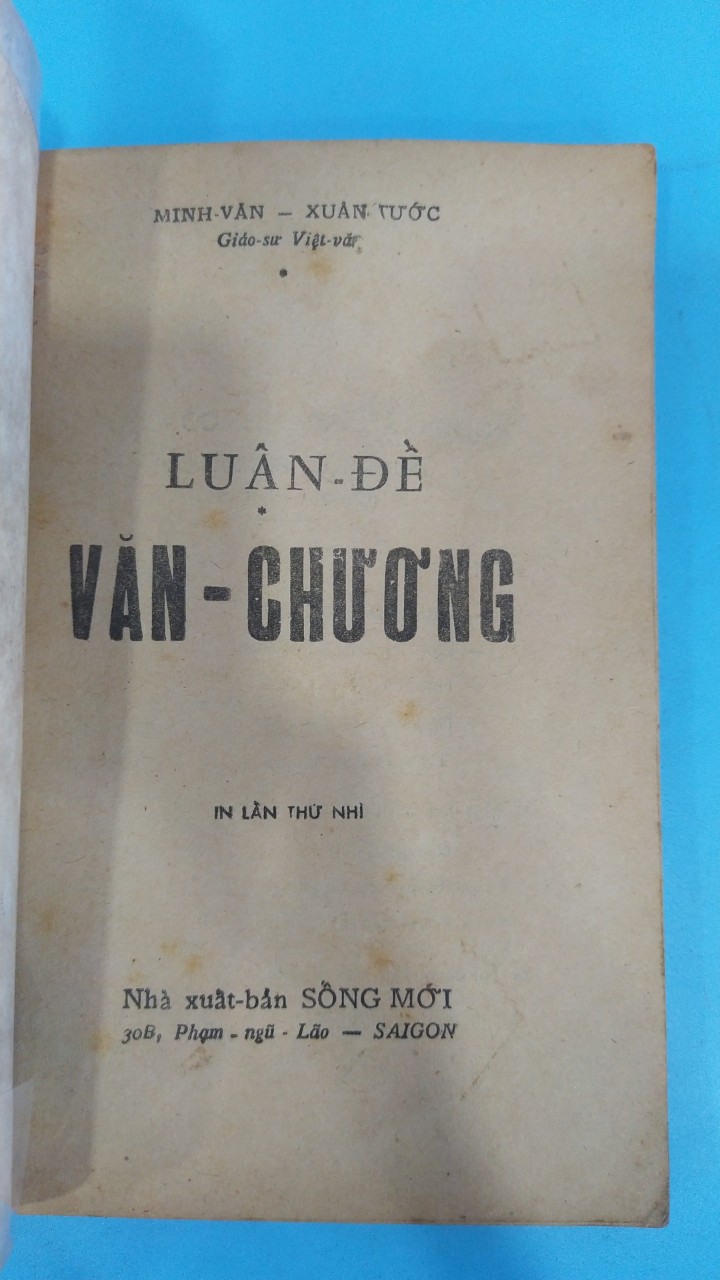 MINH-VĂN — XUÂN TƯỚC
Giáo-sư Việt-văn
LUẬN-ĐỀ
VĂN-CHƯƠNG
IN LẦN THỨ NHÌ
Nhà xuất-bản SỐNG MỚI
30B, Phạm-ngũ-Lão — SAIGON